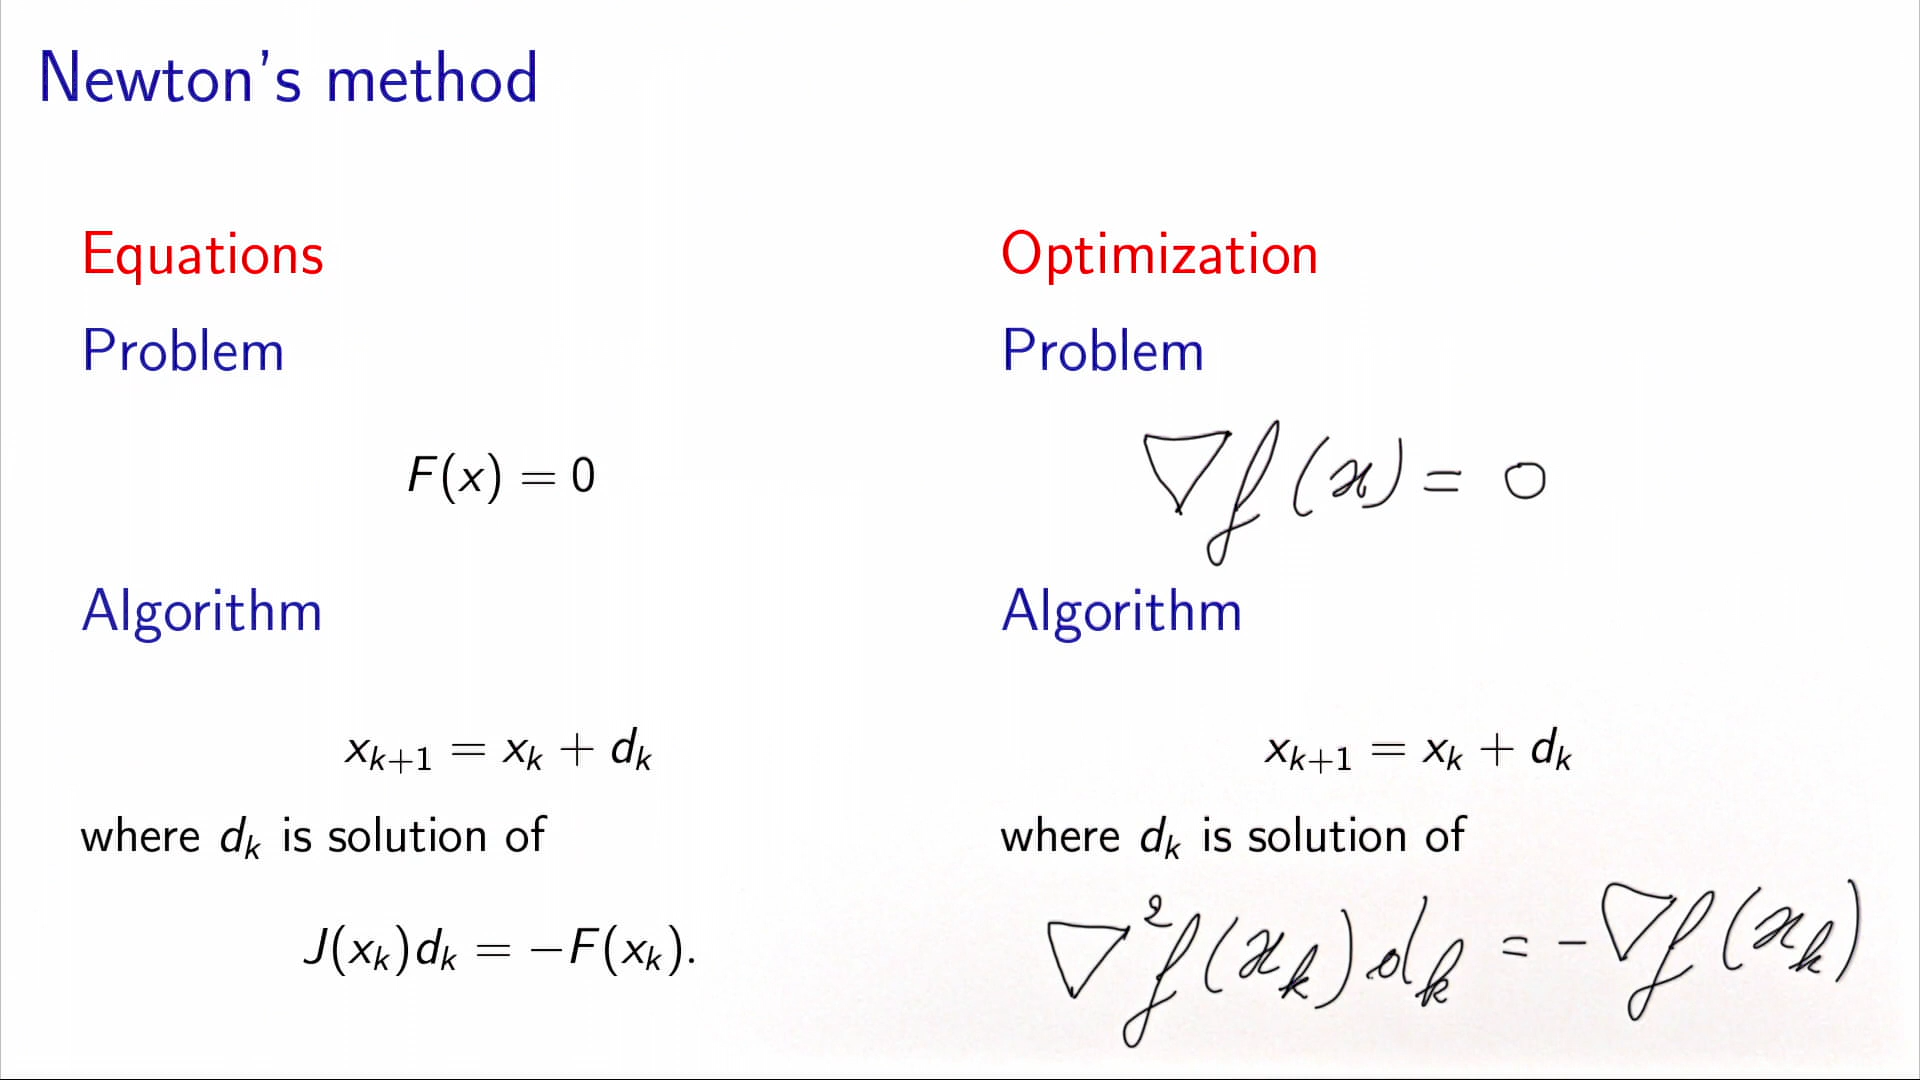 Newton's method
Equations
Problem
F(x) = 0
Algorithm
x_{k+1} = x_k + d_k
where d_k is solution of
J(x_k)d_k = −F(x_k).
Optimization
Problem
∇f(x) = 0
Algorithm
x_{k+1} = x_k + d_k
where d_k is solution of
∇²f(x_k)d_k = −∇f(x_k)